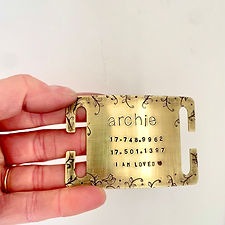 archie
17.748.9962
17.501.1397
I AM LOVED ♥